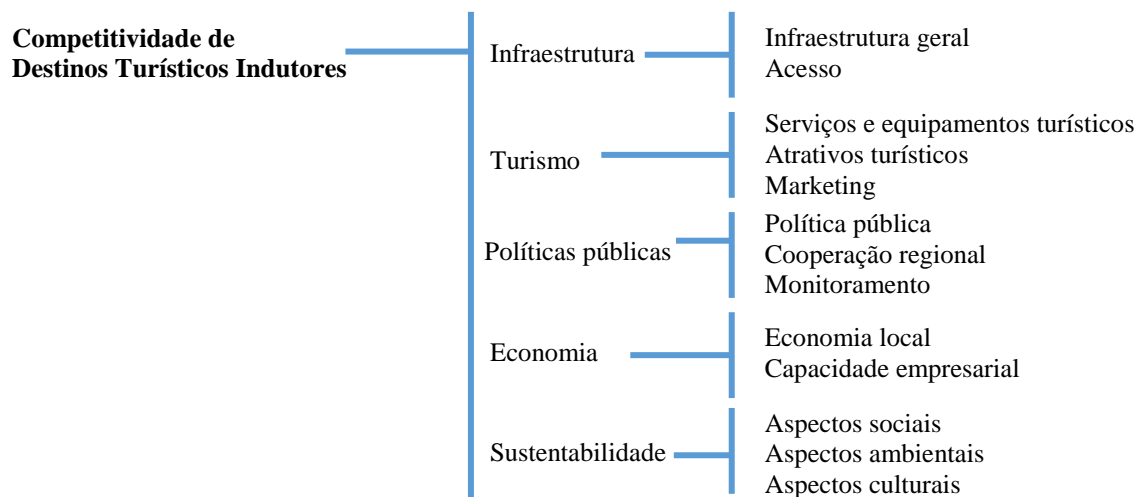 Competitividade de
Destinos Turísticos Indutores
Infraestrutura
Infraestrutura geral
Acesso
Turismo
Serviços e equipamentos turísticos
Atrativos turísticos
Marketing
Políticas públicas
Política pública
Cooperação regional
Monitoramento
Economia
Economia local
Capacidade empresarial
Sustentabilidade
Aspectos sociais
Aspectos ambientais
Aspectos culturais